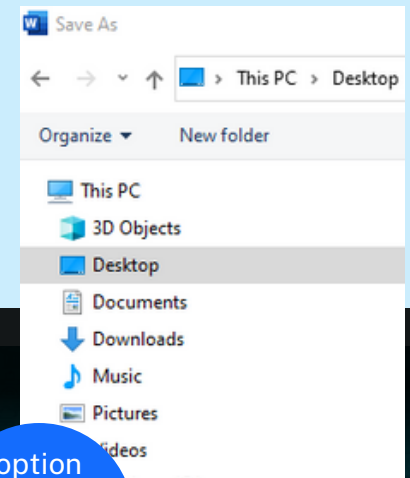 Save As
This PC > Desktop
Organize New folder
This PC
3D Objects
Desktop
Documents
Downloads
Music
Pictures
option